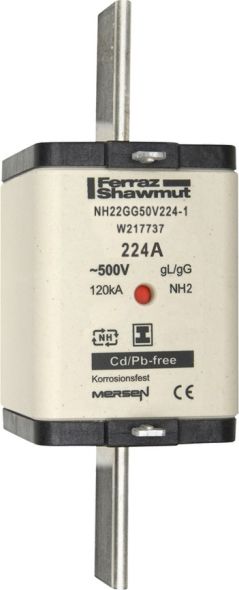 Ferraz
Shawmut
NH22GG50V224-1
W217737
224A
~500V gL/gG
120kA NH2
NH
Cd/Pb-free
Korrosionsfest
MERSEN CE